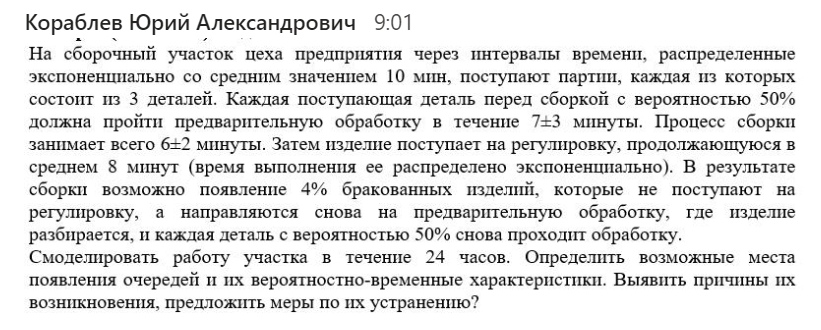 Кораблев Юрий Александрович 9:01
На сборочный участок цеха предприятия через интервалы времени, распределенные
экспоненциально со средним значением 10 мин, поступают партии, каждая из которых
состоит из 3 деталей. Каждая поступающая деталь перед сборкой с вероятностью 50%
должна пройти предварительную обработку в течение 7±3 минуты. Процесс сборки
занимает всего 6±2 минуты. Затем изделие поступает на регулировку, продолжающуюся в
среднем 8 минут (время выполнения ее распределено экспоненциально). В результате
сборки возможно появление 4% бракованных изделий, которые не поступают на
регулировку, а направляются снова на предварительную обработку, где изделие
разбирается, и каждая деталь с вероятностью 50% снова проходит обработку.
Смоделировать работу участка в течение 24 часов. Определить возможные места
появления очередей и их вероятностно-временные характеристики. Выявить причины их
возникновения, предложить меры по их устранению?